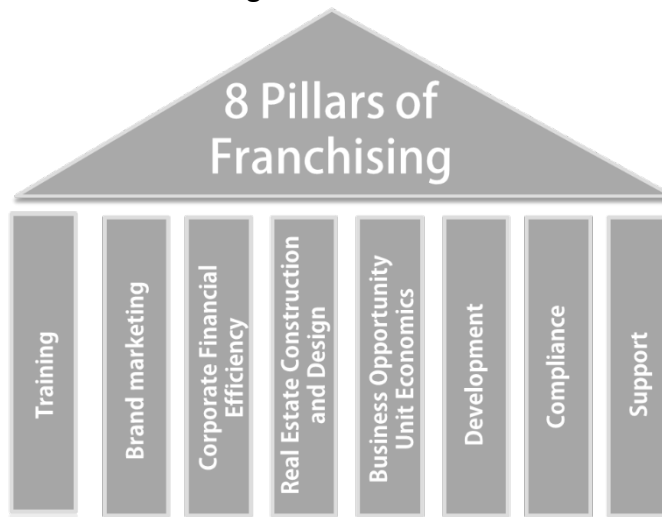 8 Pillars of
Franchising
Training
Brand marketing
Corporate Financial
Efficiency
Real Estate Construction
and Design
Business Opportunity
Unit Economics
Development
Compliance
Support